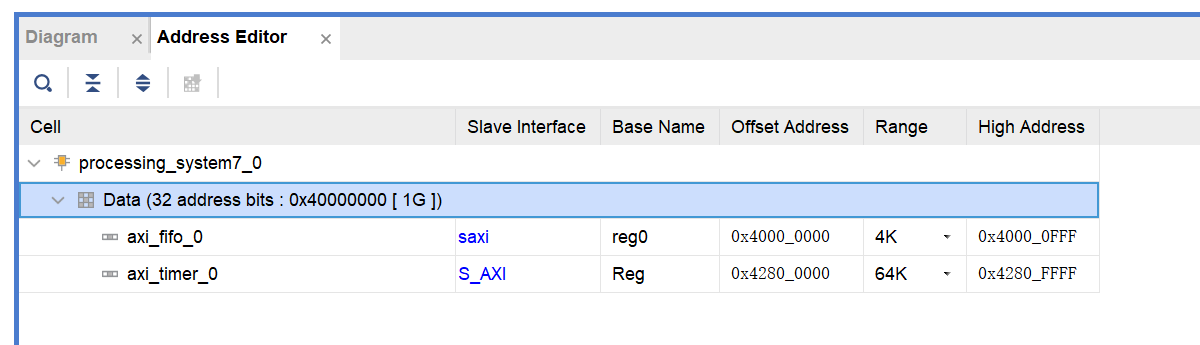 Diagram × Address Editor ×
Cell Slave Interface Base Name Offset Address Range High Address
processing_system7_0
Data (32 address bits : 0x40000000 [ 1G ])
axi_fifo_0 saxi reg0 0x4000_0000 4K 0x4000_0FFF
axi_timer_0 S_AXI Reg 0x4280_0000 64K 0x4280_FFFF